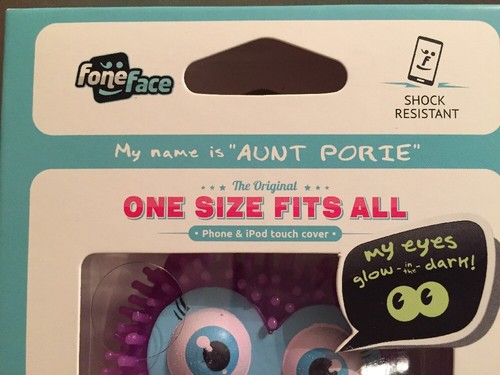 foneFace
SHOCK
RESISTANT
My name is "AUNT PORIE"
The Original
ONE SIZE FITS ALL
• Phone & iPod touch cover •
my eyes
glow-in-the-dark!